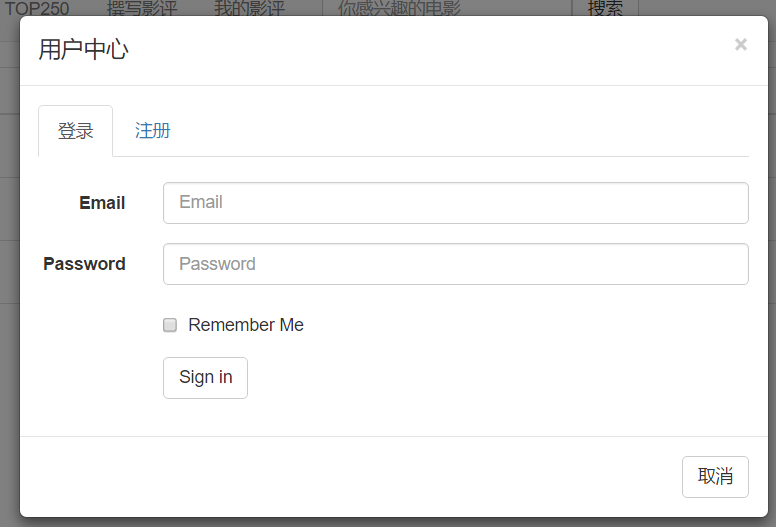 TOP250 撰写影评 我的影评 你感兴趣的电影 搜索
用户中心 ×
登录 注册
Email Email
Password Password
Remember Me
Sign in
取消